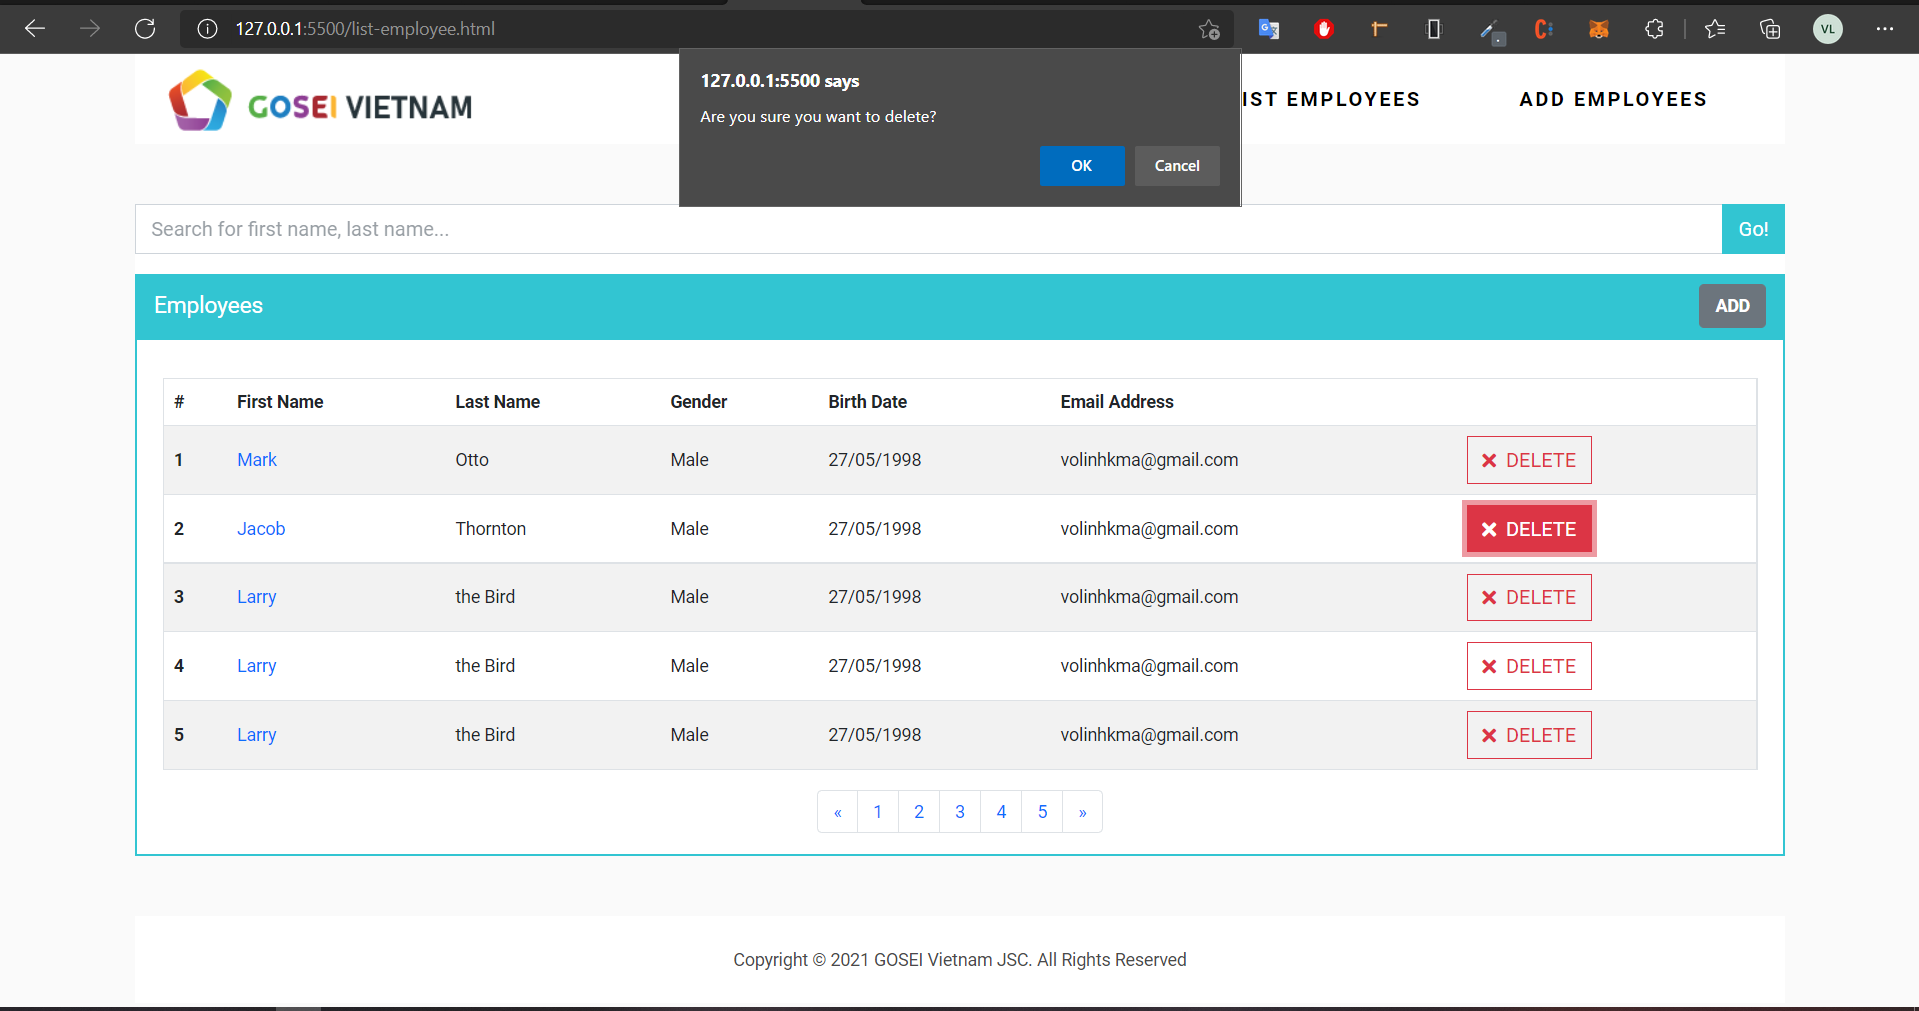 127.0.0.1:5500/list-employee.html
VL
127.0.0.1:5500 says
Are you sure you want to delete?
OK Cancel
GOSEI VIETNAM
IST EMPLOYEES ADD EMPLOYEES
Search for first name, last name... Go!
Employees ADD
# First Name Last Name Gender Birth Date Email Address
1 Mark Otto Male 27/05/1998 volinhkma@gmail.com DELETE
2 Jacob Thornton Male 27/05/1998 volinhkma@gmail.com DELETE
3 Larry the Bird Male 27/05/1998 volinhkma@gmail.com DELETE
4 Larry the Bird Male 27/05/1998 volinhkma@gmail.com DELETE
5 Larry the Bird Male 27/05/1998 volinhkma@gmail.com DELETE
« 1 2 3 4 5 »
Copyright © 2021 GOSEI Vietnam JSC. All Rights Reserved